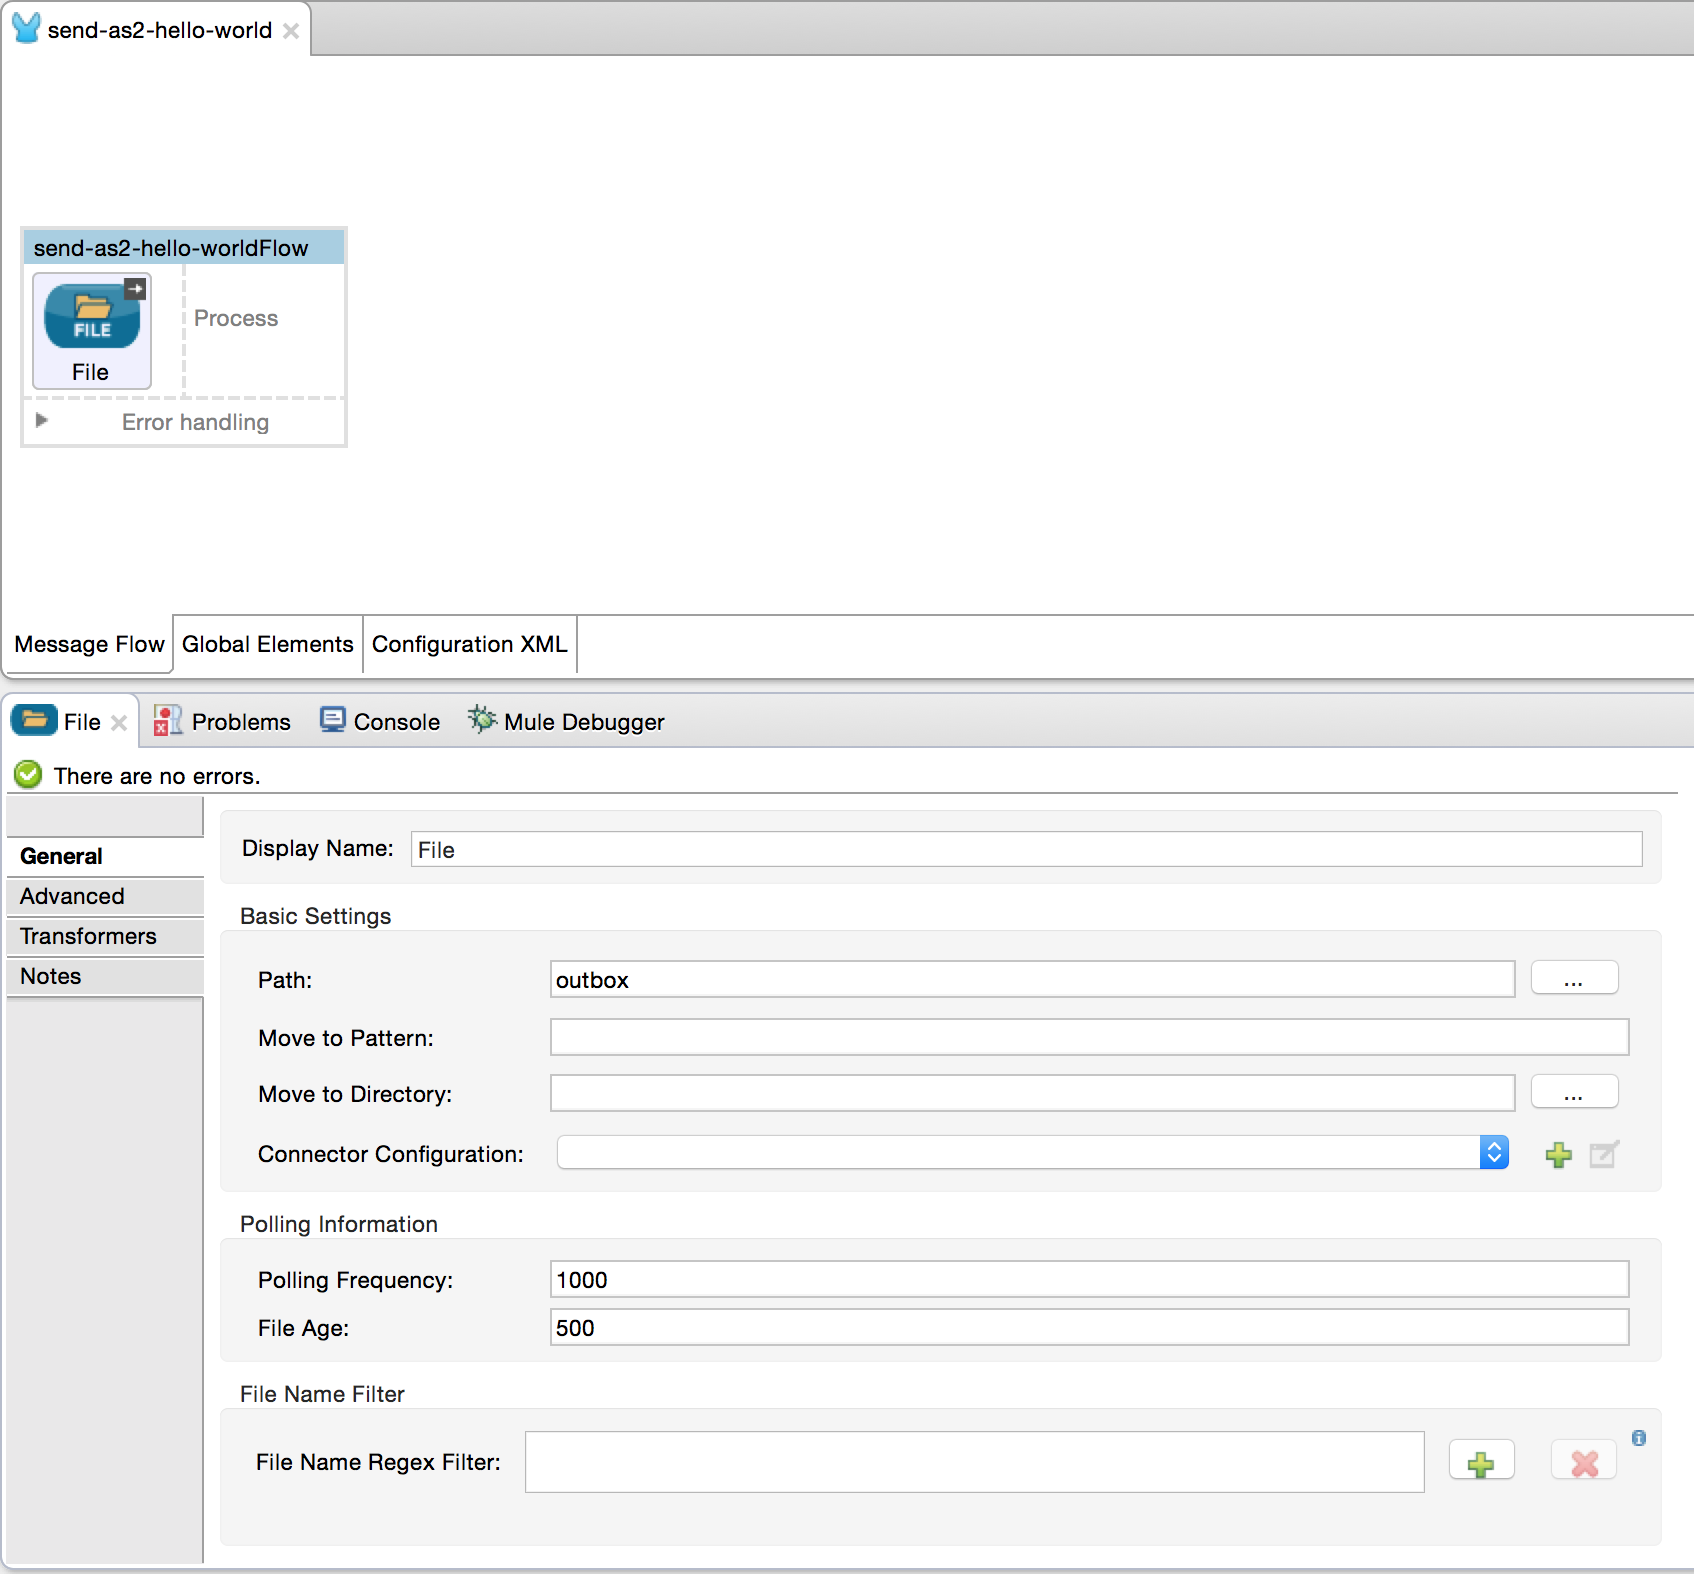 send-as2-hello-world
send-as2-hello-worldFlow
FILE
File
Process
Error handling
Message Flow Global Elements Configuration XML
File Problems Console Mule Debugger
There are no errors.
General
Advanced
Transformers
Notes
Display Name: File
Basic Settings
Path: outbox ...
Move to Pattern:
Move to Directory: ...
Connector Configuration:
Polling Information
Polling Frequency: 1000
File Age: 500
File Name Filter
File Name Regex Filter: